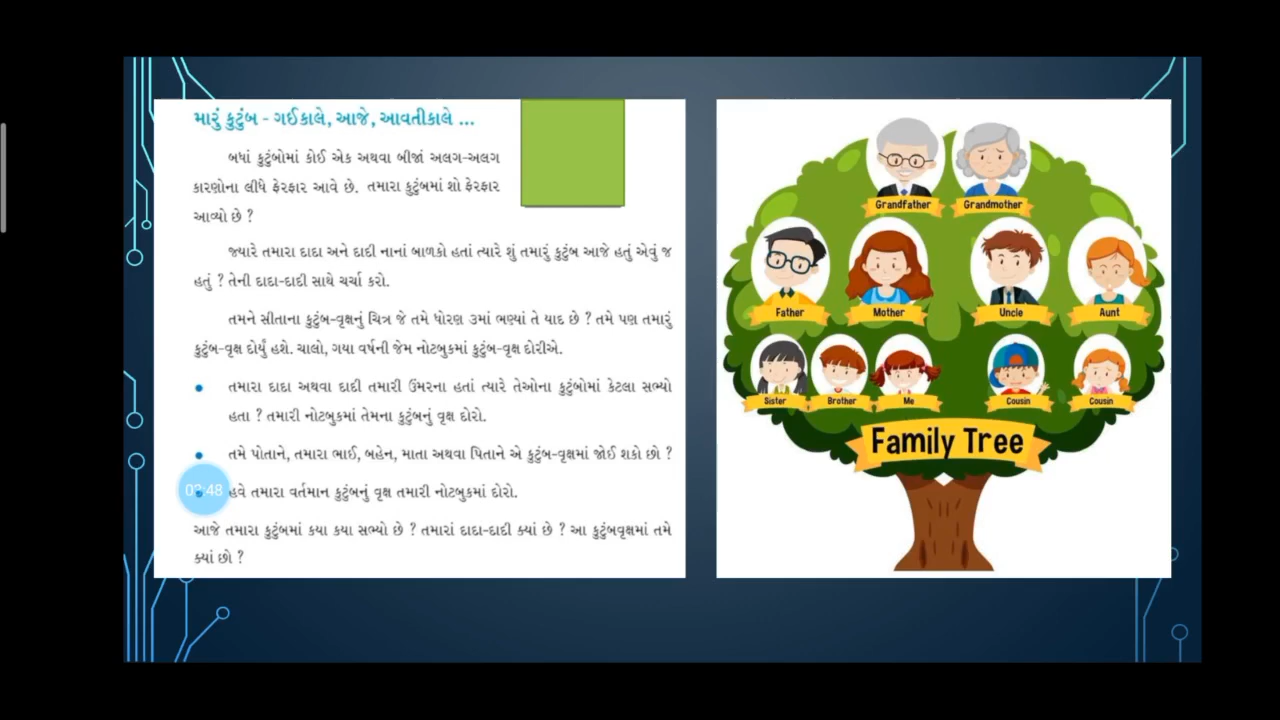 મારું કુટુંબ - ગઈકાલે, આજે, આવતીકાલે ...
બધાં કુટુંબોમાં કોઈ એક અથવા બીજાં અલગ-અલગ
કારણોના લીધે ફેરફાર આવે છે. તમારા કુટુંબમાં શો ફેરફાર
આવ્યો છે ?
જ્યારે તમારા દાદા અને દાદી નાનાં બાળકો હતાં ત્યારે શું તમારું કુટુંબ આજે હતું એવું જ
હતું ? તેની દાદા-દાદી સાથે ચર્ચા કરો.
તમને સીતાના કુટુંબ-વૃક્ષનું ચિત્ર જે તમે ધોરણ ૩માં ભણ્યાં તે યાદ છે ? તમે પણ તમારું
કુટુંબ-વૃક્ષ દોર્યું હશે. ચાલો, ગયા વર્ષની જેમ નોટબુકમાં કુટુંબ-વૃક્ષ દોરીએ.
• તમારા દાદા અથવા દાદી તમારી ઉંમરના હતાં ત્યારે તેઓના કુટુંબોમાં કેટલા સભ્યો
હતા ? તમારી નોટબુકમાં તેમના કુટુંબનું વૃક્ષ દોરો.
• તમે પોતાને, તમારા ભાઈ, બહેન, માતા અથવા પિતાને એ કુટુંબ-વૃક્ષમાં જોઈ શકો છો ?
હવે તમારા વર્તમાન કુટુંબનું વૃક્ષ તમારી નોટબુકમાં દોરો.
આજે તમારા કુટુંબમાં કયા કયા સભ્યો છે ? તમારાં દાદા-દાદી ક્યાં છે ? આ કુટુંબવૃક્ષમાં તમે
ક્યાં છો ?
Grandfather Grandmother
Father Mother Uncle Aunt
Sister Brother Me Cousin Cousin
Family Tree